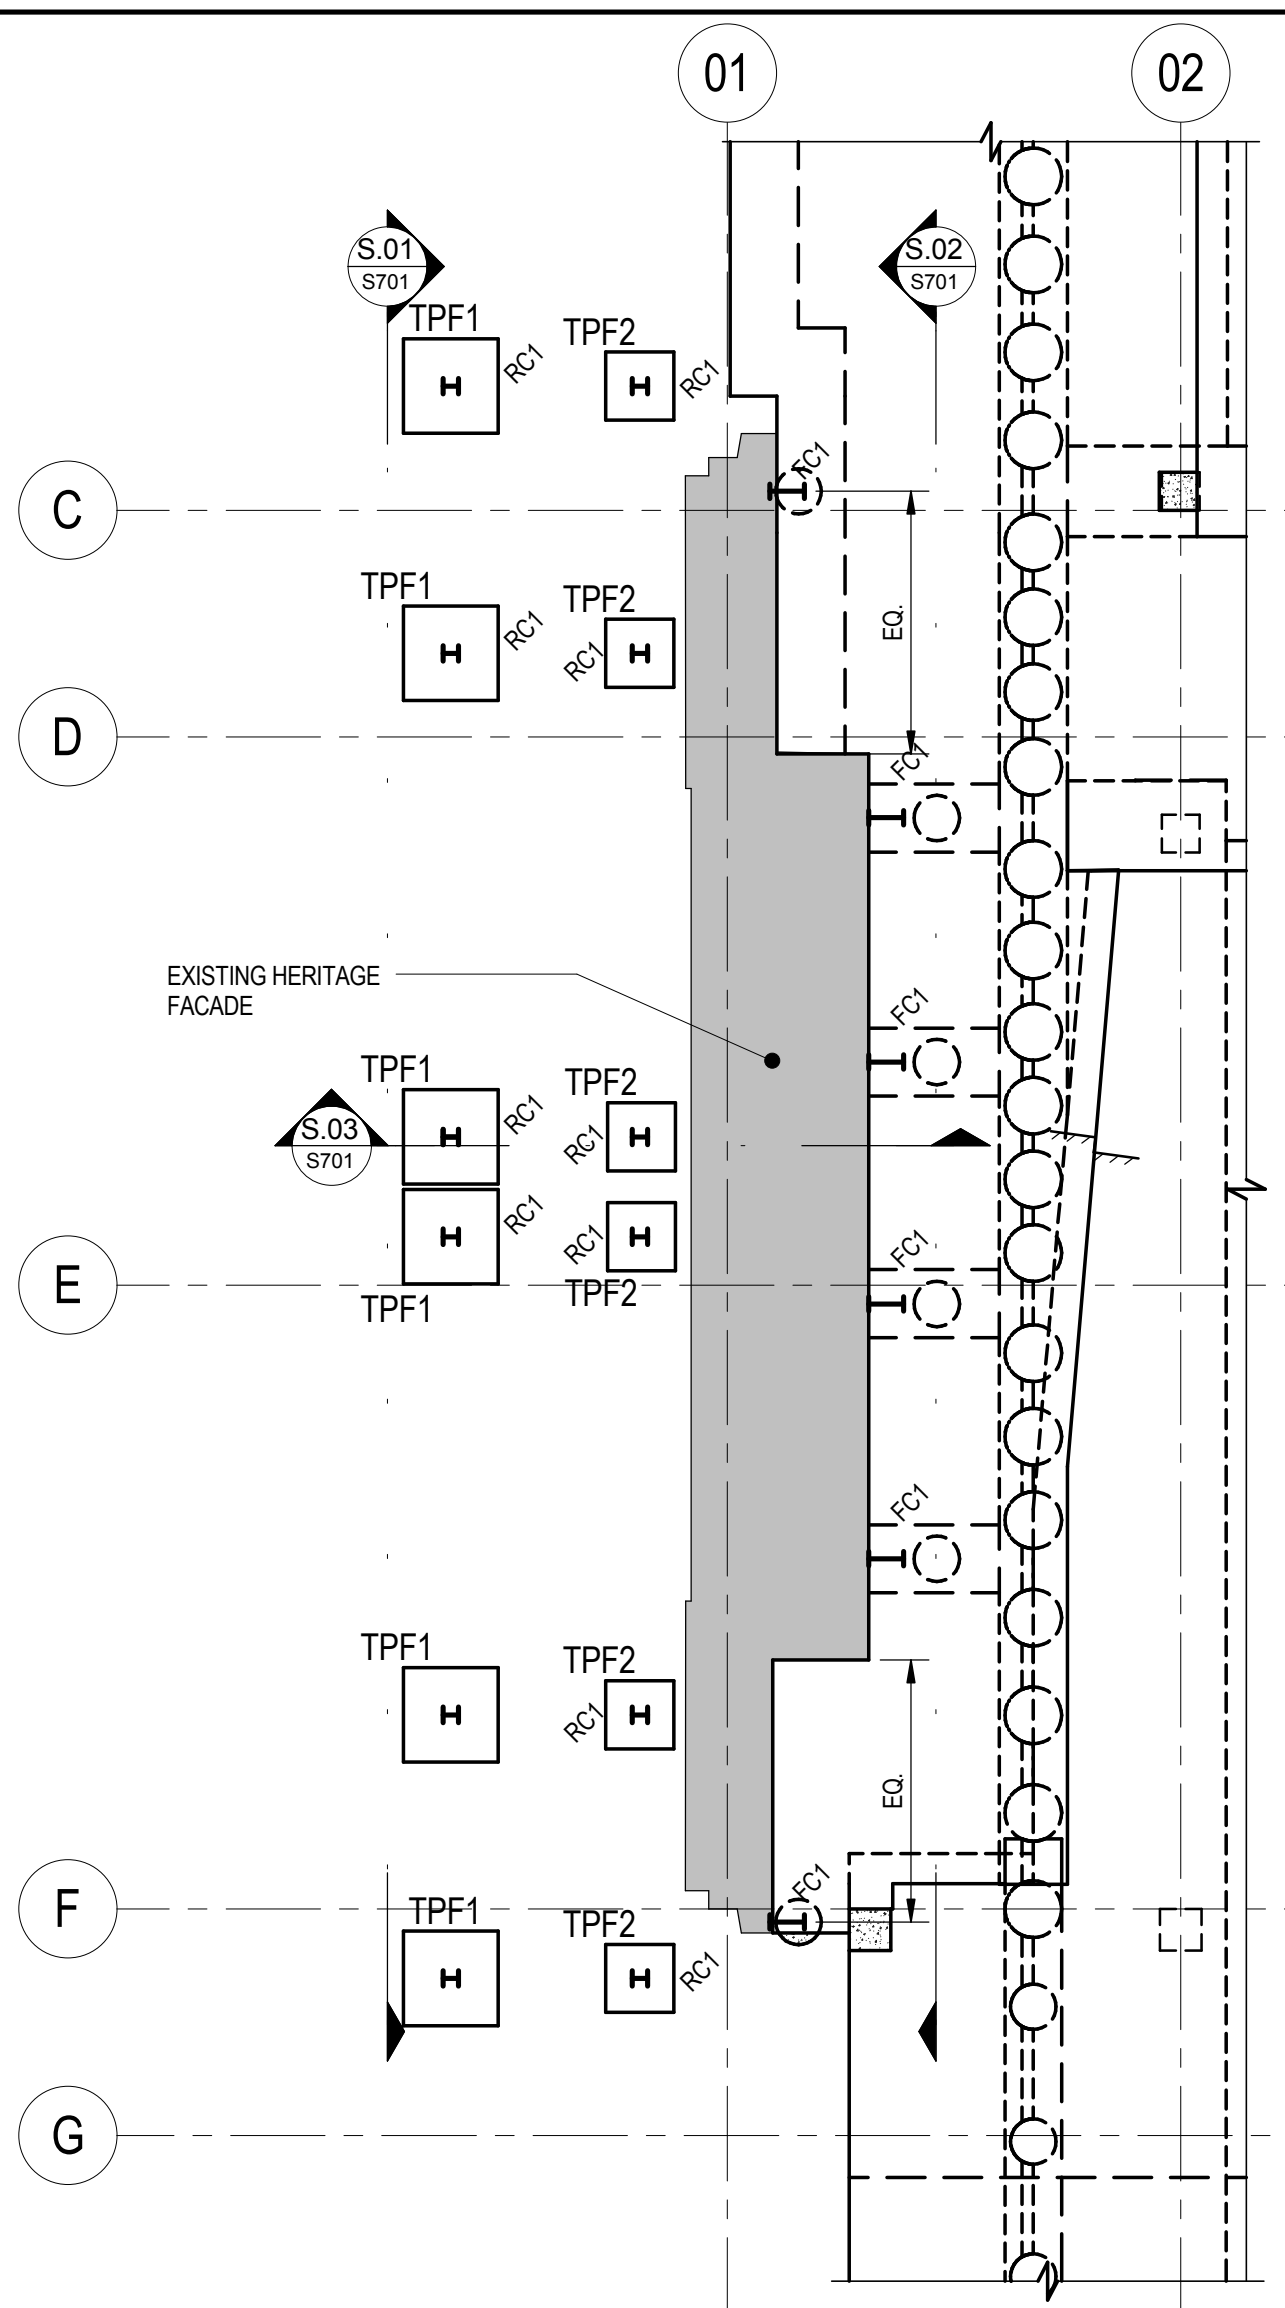 01
02
S.01
S701
S.02
S701
TPF1
RC1
TPF2
RC1
FC1
C
TPF1
RC1
TPF2
RC1
EQ.
D
FC1
EXISTING HERITAGE
FACADE
FC1
TPF1
RC1
TPF2
RC1
S.03
S701
RC1
RC1
FC1
E
TPF1
TPF2
FC1
TPF1
TPF2
RC1
EQ.
F
FC1
TPF1
TPF2
RC1
G